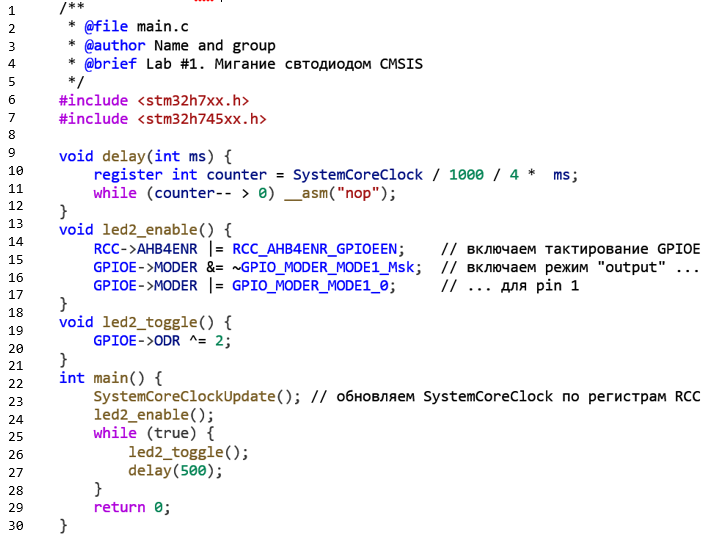 1 /**
2 * @file main.c
3 * @author Name and group
4 * @brief Lab #1. Мигание свтодиодом CMSIS
5 */
6 #include <stm32h7xx.h>
7 #include <stm32h745xx.h>
8
9 void delay(int ms) {
10 register int counter = SystemCoreClock / 1000 / 4 * ms;
11 while (counter-- > 0) __asm("nop");
12 }
13 void led2_enable() {
14 RCC->AHB4ENR |= RCC_AHB4ENR_GPIOEEN; // включаем тактирование GPIOE
15 GPIOE->MODER &= ~GPIO_MODER_MODE1_Msk; // включаем режим "output" ...
16 GPIOE->MODER |= GPIO_MODER_MODE1_0; // ... для pin 1
17 }
18 void led2_toggle() {
19 GPIOE->ODR ^= 2;
20 }
21 int main() {
22 SystemCoreClockUpdate(); // обновляем SystemCoreClock по регистрам RCC
23 led2_enable();
24 while (true) {
25 led2_toggle();
26 delay(500);
27 }
28 return 0;
29 }
30